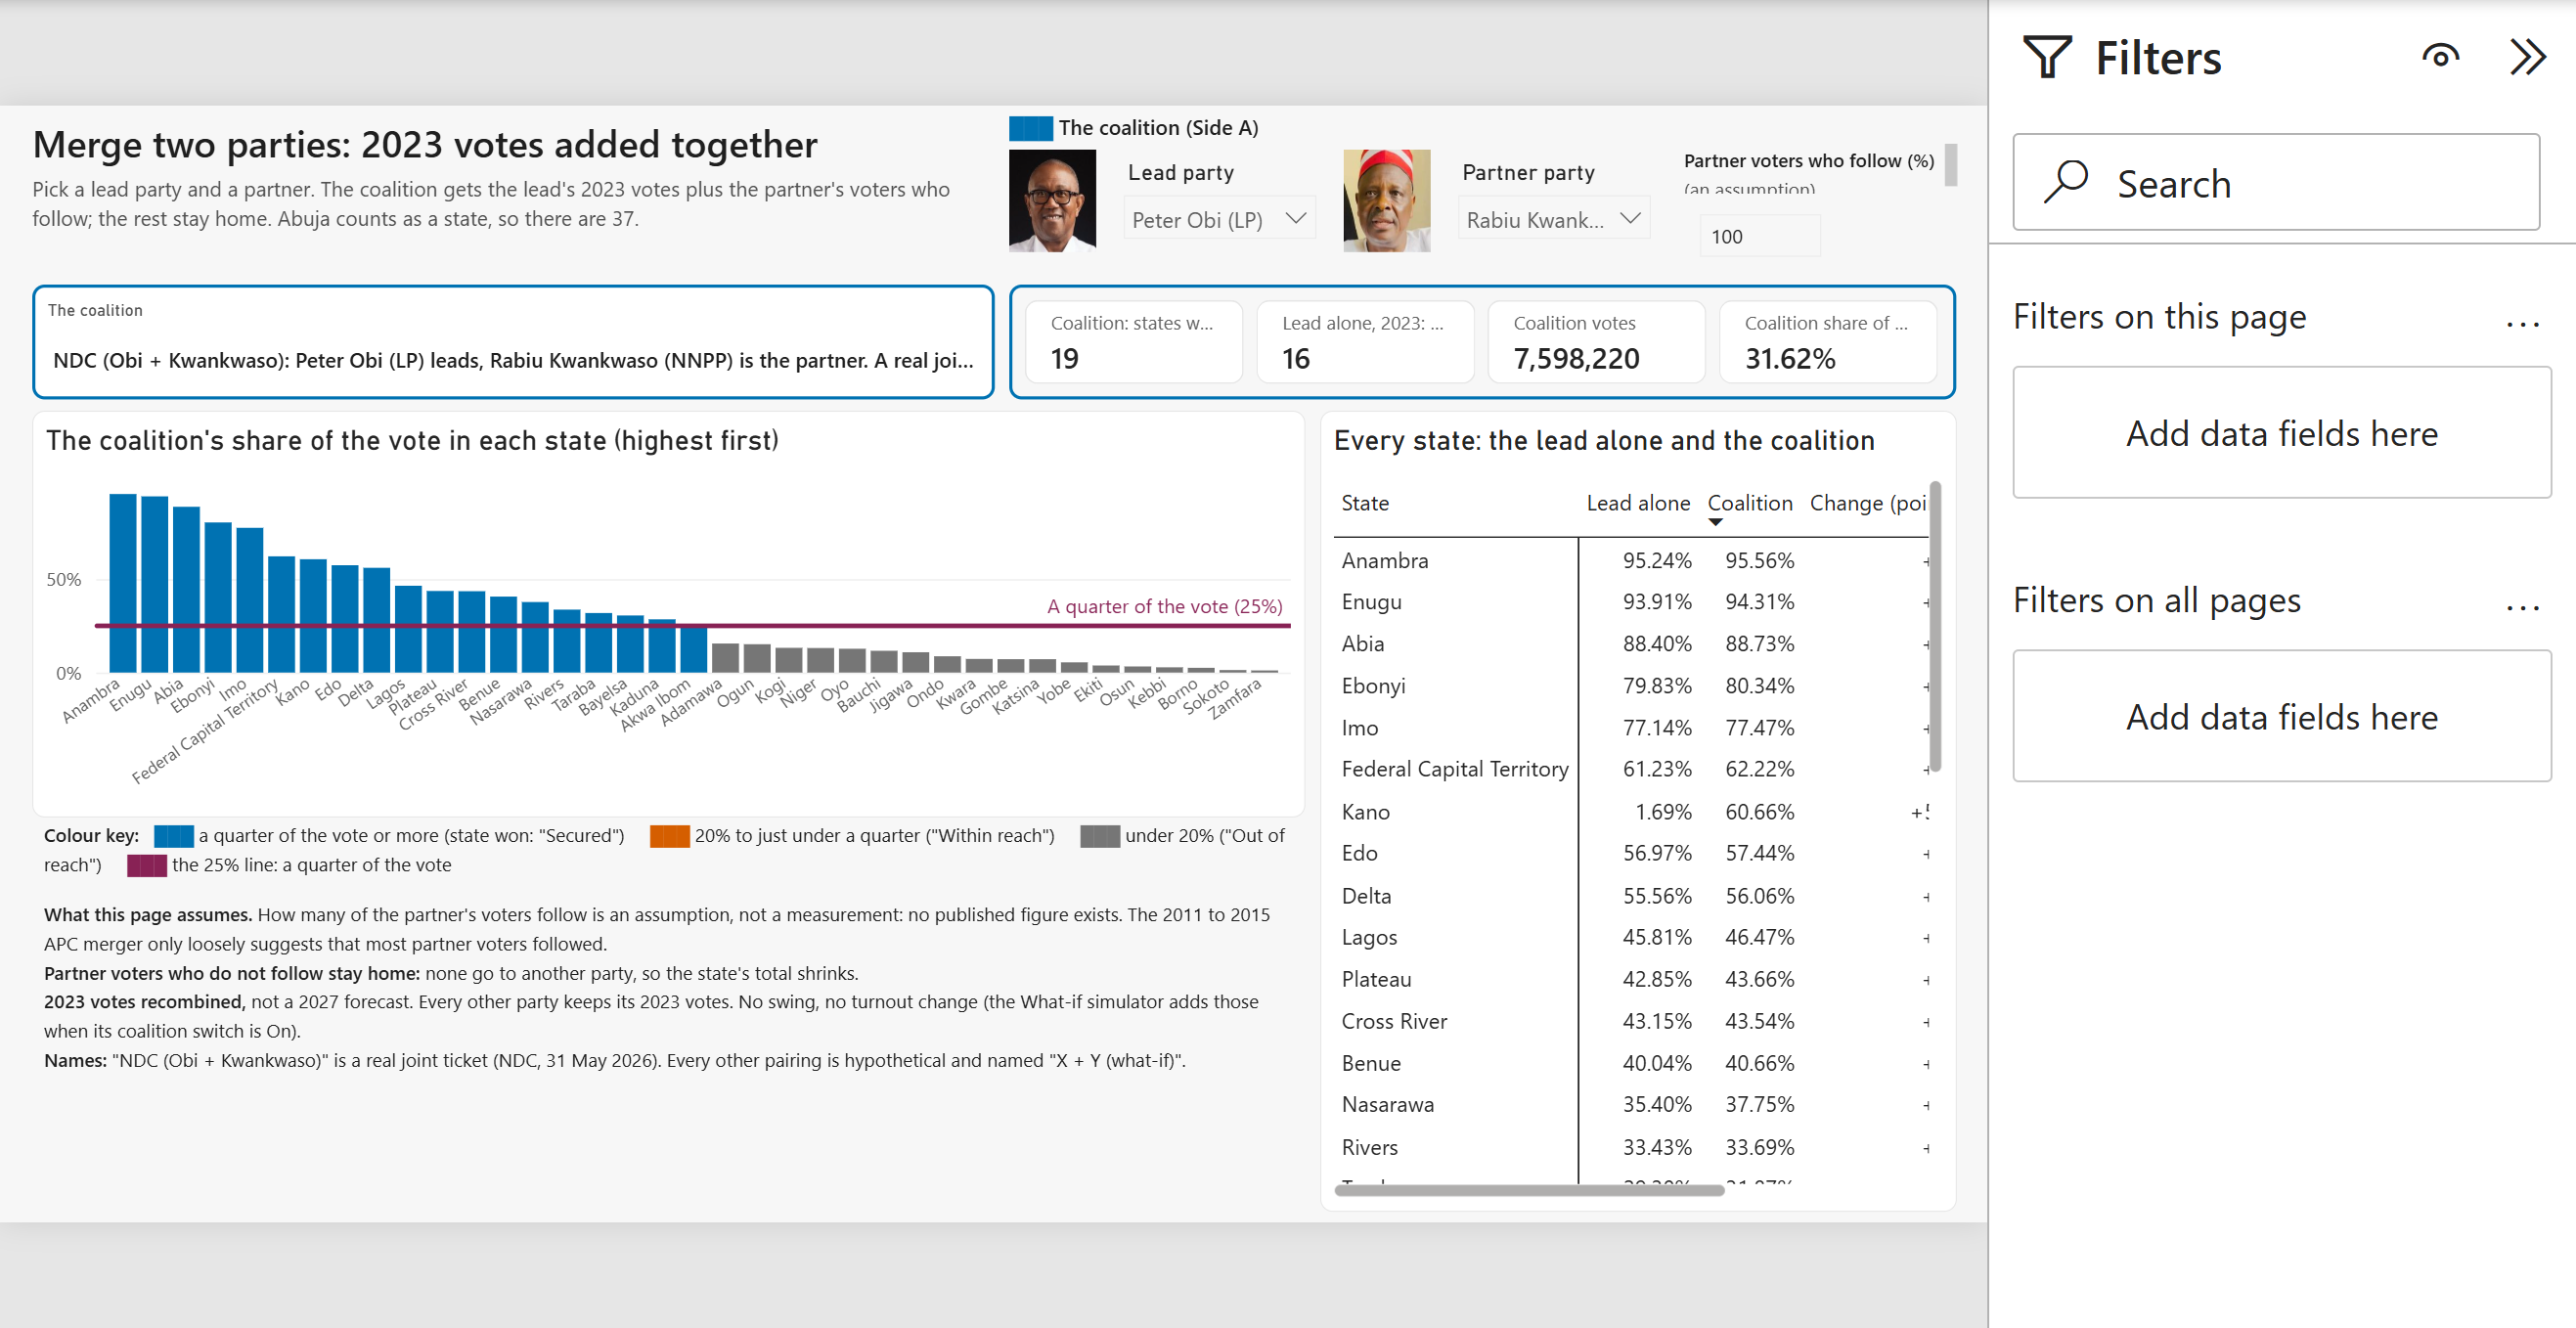 Merge two parties: 2023 votes added together
Pick a lead party and a partner. The coalition gets the lead's 2023 votes plus the partner's voters who
follow; the rest stay home. Abuja counts as a state, so there are 37.
The coalition (Side A)
Lead party
Peter Obi (LP)
Partner party
Rabiu Kwank...
Partner voters who follow (%)
(an assumption)
100
The coalition
NDC (Obi + Kwankwaso): Peter Obi (LP) leads, Rabiu Kwankwaso (NNPP) is the partner. A real joi...
Coalition: states w...
19
Lead alone, 2023: ...
16
Coalition votes
7,598,220
Coalition share of ...
31.62%
The coalition's share of the vote in each state (highest first)
50%
A quarter of the vote (25%)
0%
Anambra
Enugu
Abia
Ebonyi
Imo
Federal Capital Territory
Kano
Edo
Delta
Lagos
Plateau
Cross River
Benue
Nasarawa
Rivers
Taraba
Bayelsa
Kaduna
Akwa Ibom
Adamawa
Ogun
Kogi
Niger
Oyo
Bauchi
Jigawa
Ondo
Kwara
Gombe
Katsina
Yobe
Ekiti
Osun
Kebbi
Borno
Sokoto
Zamfara
Colour key: a quarter of the vote or more (state won: "Secured") 20% to just under a quarter ("Within reach") under 20% ("Out of
reach") the 25% line: a quarter of the vote
What this page assumes. How many of the partner's voters follow is an assumption, not a measurement: no published figure exists. The 2011 to 2015
APC merger only loosely suggests that most partner voters followed.
Partner voters who do not follow stay home: none go to another party, so the state's total shrinks.
2023 votes recombined, not a 2027 forecast. Every other party keeps its 2023 votes. No swing, no turnout change (the What-if simulator adds those
when its coalition switch is On).
Names: "NDC (Obi + Kwankwaso)" is a real joint ticket (NDC, 31 May 2026). Every other pairing is hypothetical and named "X + Y (what-if)".
Every state: the lead alone and the coalition
State Lead alone Coalition Change (poi
Anambra 95.24% 95.56% +
Enugu 93.91% 94.31% +
Abia 88.40% 88.73% +
Ebonyi 79.83% 80.34% +
Imo 77.14% 77.47% +
Federal Capital Territory 61.23% 62.22% +
Kano 1.69% 60.66% +5
Edo 56.97% 57.44% +
Delta 55.56% 56.06% +
Lagos 45.81% 46.47% +
Plateau 42.85% 43.66% +
Cross River 43.15% 43.54% +
Benue 40.04% 40.66% +
Nasarawa 35.40% 37.75% +
Rivers 33.43% 33.69% +
Filters
Search
Filters on this page
...
Add data fields here
Filters on all pages
...
Add data fields here